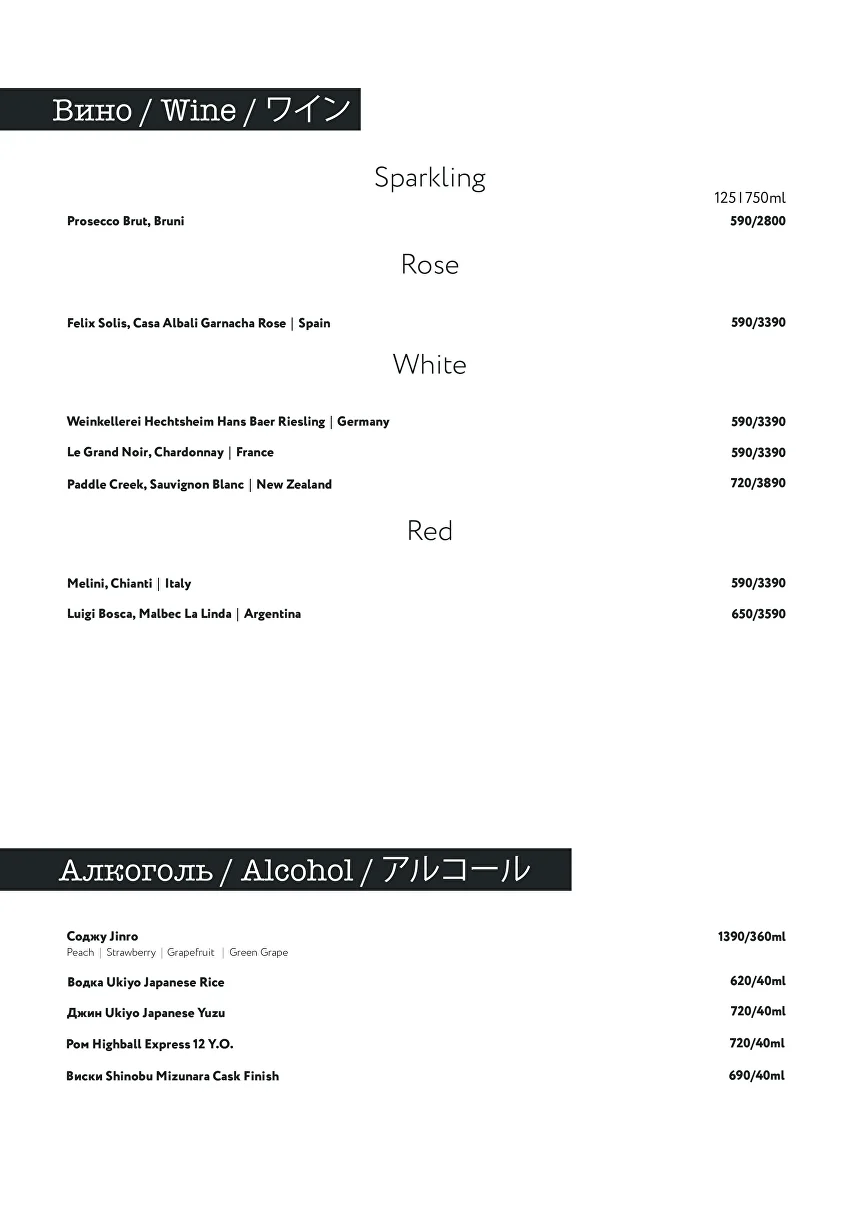 Вино / Wine / ワイン
Sparkling
125 | 750ml
Prosecco Brut, Bruni 590/2800
Rose
Felix Solis, Casa Albali Garnacha Rose | Spain 590/3390
White
Weinkellerei Hechtsheim Hans Baer Riesling | Germany 590/3390
Le Grand Noir, Chardonnay | France 590/3390
Paddle Creek, Sauvignon Blanc | New Zealand 720/3890
Red
Melini, Chianti | Italy 590/3390
Luigi Bosca, Malbec La Linda | Argentina 650/3590
Алкоголь / Alcohol / アルコール
Соджу Jinro 1390/360ml
Peach | Strawberry | Grapefruit | Green Grape
Водка Ukiyo Japanese Rice 620/40ml
Джин Ukiyo Japanese Yuzu 720/40ml
Ром Highball Express 12 Y.O. 720/40ml
Виски Shinobu Mizunara Cask Finish 690/40ml